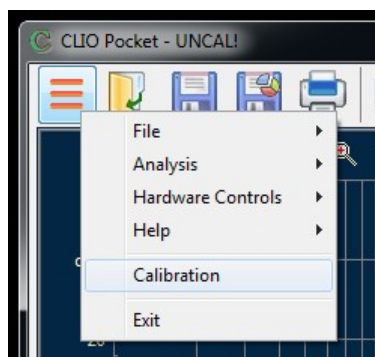 CLIO Pocket - UNCAL!
File
Analysis
Hardware Controls
Help
Calibration
Exit